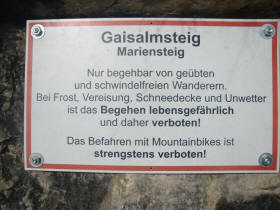 Gaisalmsteig
Mariensteig
Nur begehbar von geübten
und schwindelfreien Wanderern.
Bei Frost, Vereisung, Schneedecke und Unwetter
ist das Begehen lebensgefährlich
und daher verboten!
Das Befahren mit Mountainbikes ist
strengstens verboten!